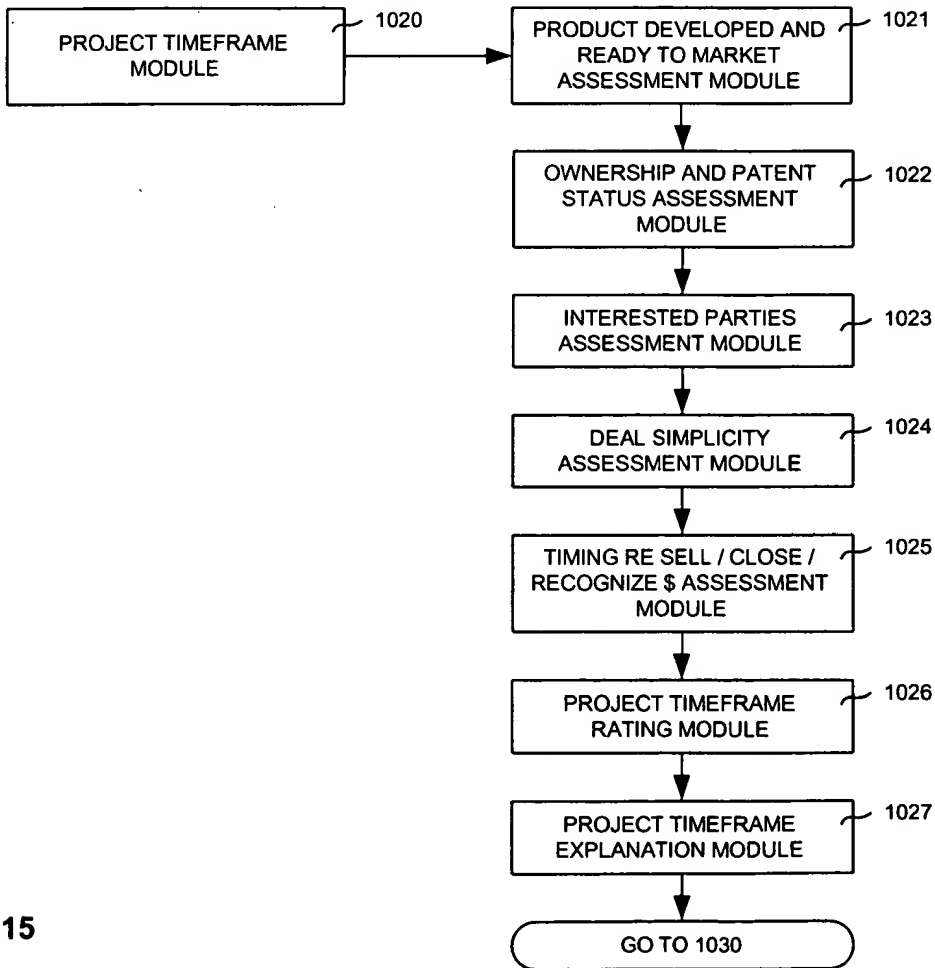 PROJECT TIMEFRAME
MODULE
1020
PRODUCT DEVELOPED AND
READY TO MARKET
ASSESSMENT MODULE
1021
OWNERSHIP AND PATENT
STATUS ASSESSMENT
MODULE
1022
INTERESTED PARTIES
ASSESSMENT MODULE
1023
DEAL SIMPLICITY
ASSESSMENT MODULE
1024
TIMING RE SELL / CLOSE /
RECOGNIZE $ ASSESSMENT
MODULE
1025
PROJECT TIMEFRAME
RATING MODULE
1026
PROJECT TIMEFRAME
EXPLANATION MODULE
1027
GO TO 1030
15